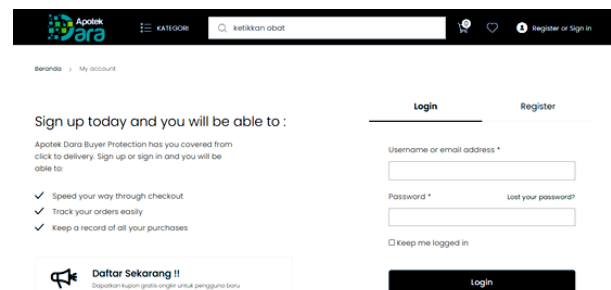 Apotek
Dara
KATEGORI
ketikkan obat
0
Register or Sign in
Beranda > My account
Sign up today and you will be able to :
Apotek Dara Buyer Protection has you covered from
click to delivery. Sign up or sign in and you will be
able to:
Speed your way through checkout
Track your orders easily
Keep a record of all your purchases
Daftar Sekarang !!
Dapatkan kupon gratis ongkir untuk pengguna baru
Login
Register
Username or email address *
Password *
Lost your password?
Keep me logged in
Login